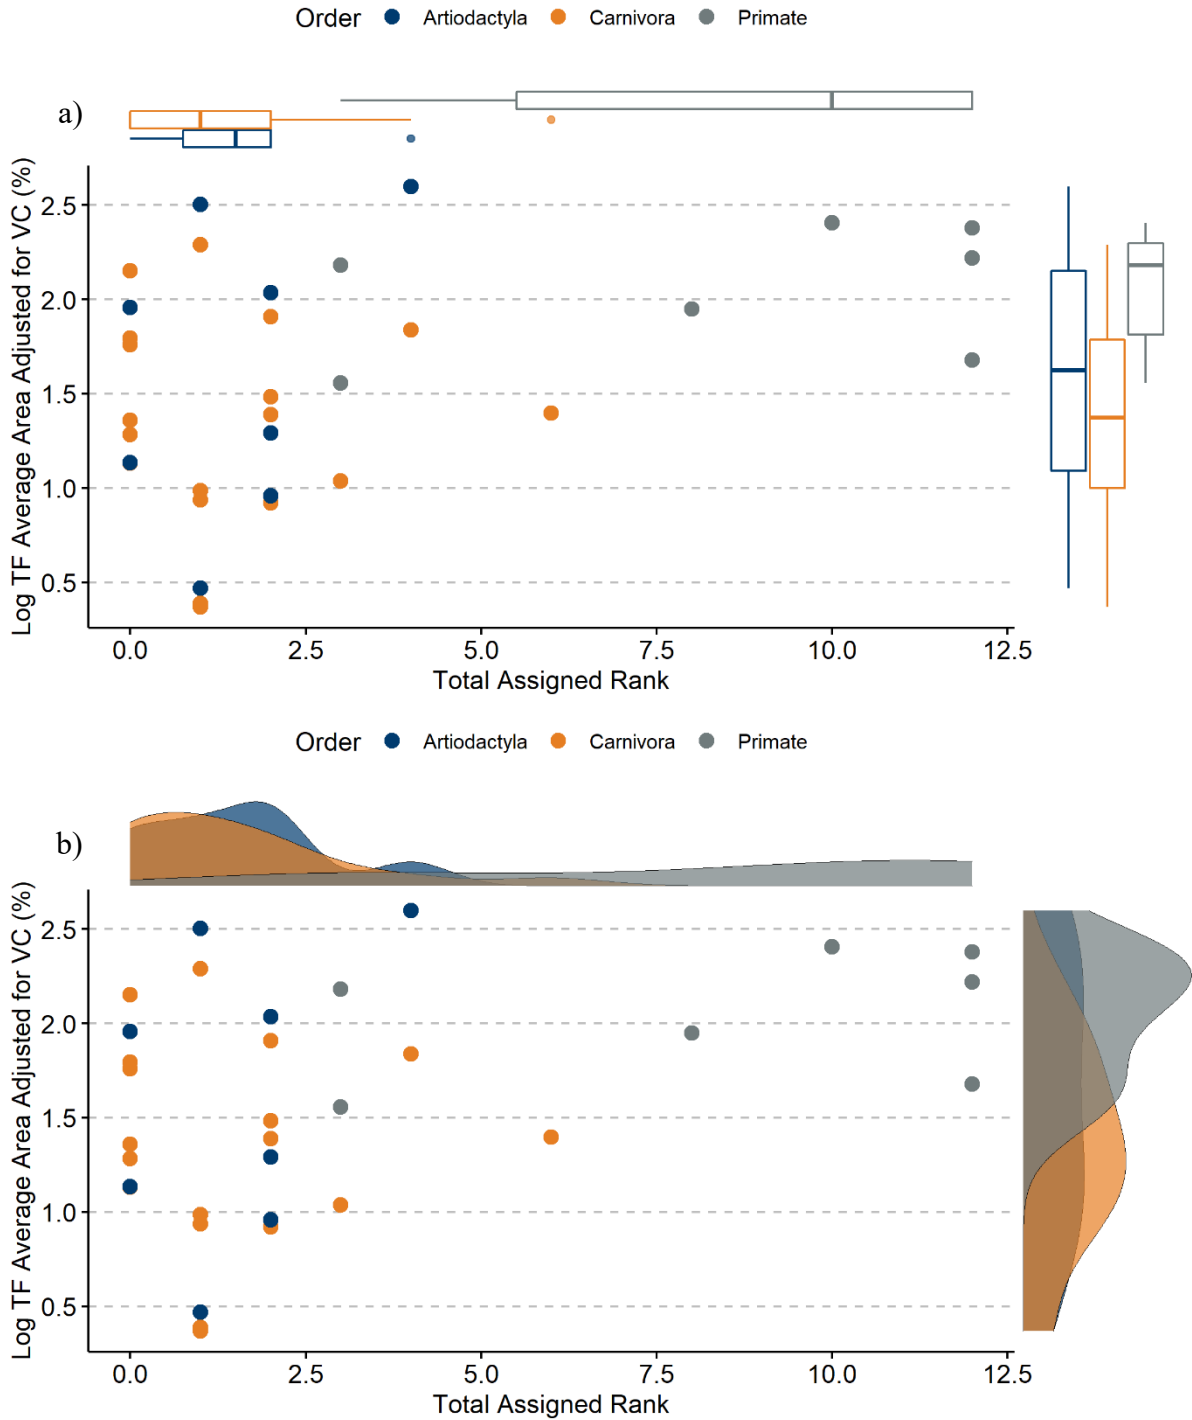 Order Artiodactyla Carnivora Primate
a)
Log TF Average Area Adjusted for VC (%)
2.5
2.0
1.5
1.0
0.5
0.0 2.5 5.0 7.5 10.0 12.5
Total Assigned Rank
Order Artiodactyla Carnivora Primate
b)
Log TF Average Area Adjusted for VC (%)
2.5
2.0
1.5
1.0
0.5
0.0 2.5 5.0 7.5 10.0 12.5
Total Assigned Rank